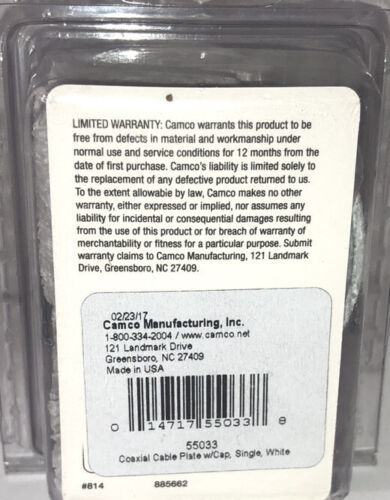 LIMITED WARRANTY: Camco warrants this product to be
free from defects in material and workmanship under
normal use and service conditions for 12 months from the
date of first purchase. Camco's liability is limited solely to
the replacement of any defective product returned to us.
To the extent allowable by law, Camco makes no other
warranty, either expressed or implied, nor assumes any
liability for incidental or consequential damages resulting
from the use of this product or for breach of warranty of
merchantability or fitness for a particular purpose. Submit
warranty claims to Camco Manufacturing, 121 Landmark
Drive, Greensboro, NC 27409.
02/23/17
Camco Manufacturing, Inc.
1-800-334-2004 / www.camco.net
121 Landmark Drive
Greensboro, NC 27409
Made in USA
0 14717 55033 8
55033
Coaxial Cable Plate w/Cap, Single, White
#814 885662